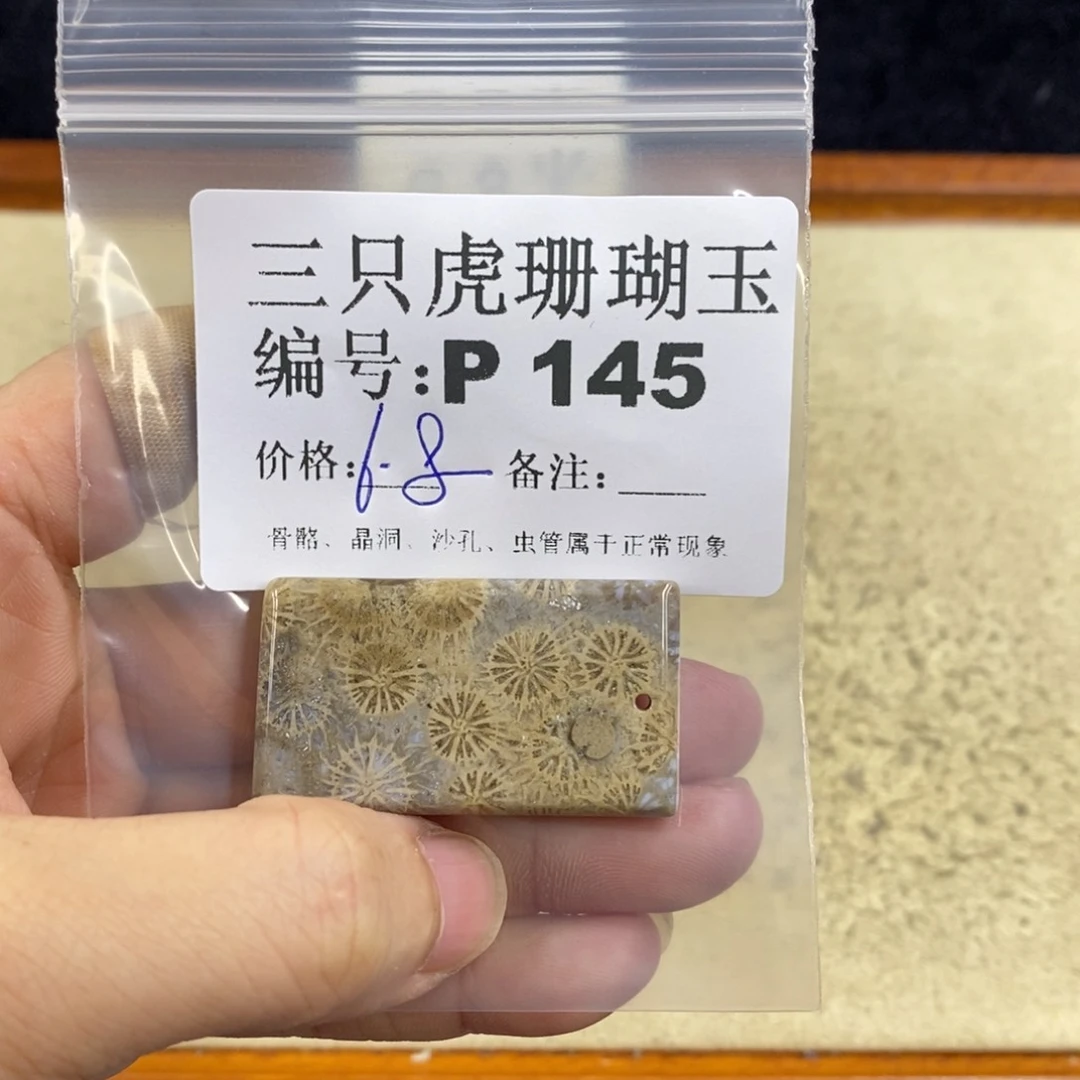 三只虎珊瑚玉
编号:P 145
价格:6-8 备注:____
骨骼、晶洞、沙孔、虫管属于正常现象